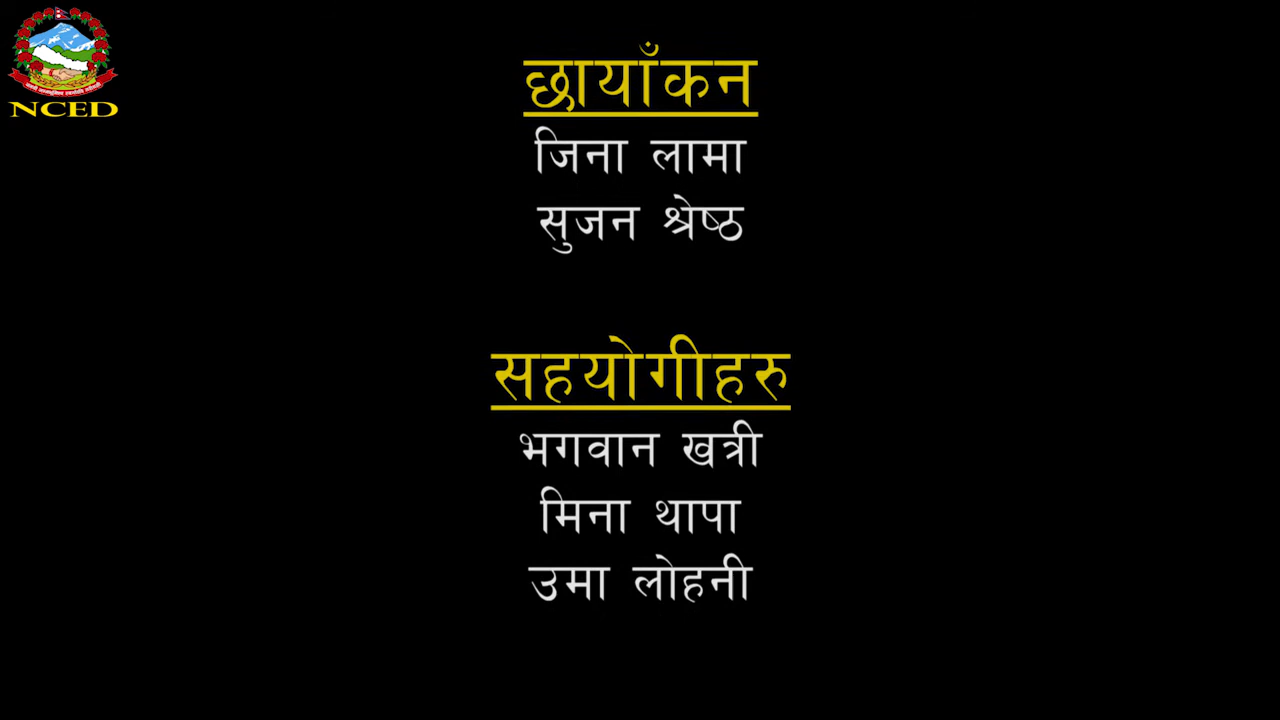 NCED
छायाँकन
जिना लामा
सुजन श्रेष्ठ
सहयोगीहरु
भगवान खत्री
मिना थापा
उमा लोहनी